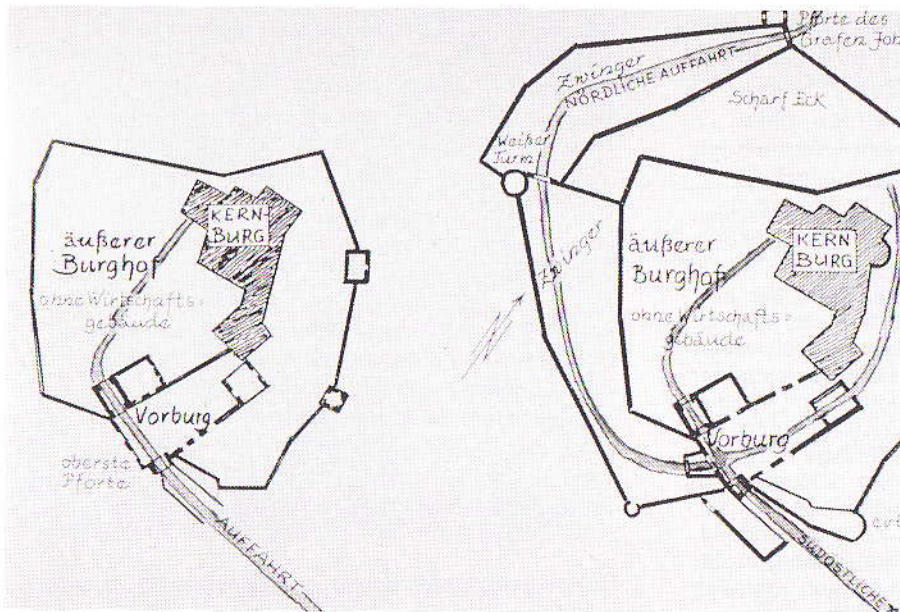 KERN-
BURG
äußerer
Burghof
ohne Wirtschafts=
gebäude
Vorburg
oberste
Pforte
AUFFAHRT
Pforte des
Grafen Joh
Zwinger
NÖRDLICHE AUFFAHRT
Scharf Eck
Weißer
Turm
Zwinger
KERN
BURG
äußerer
Burghof
ohne Wirtschafts=
gebäude
Vorburg
SÜDÖSTLICHE